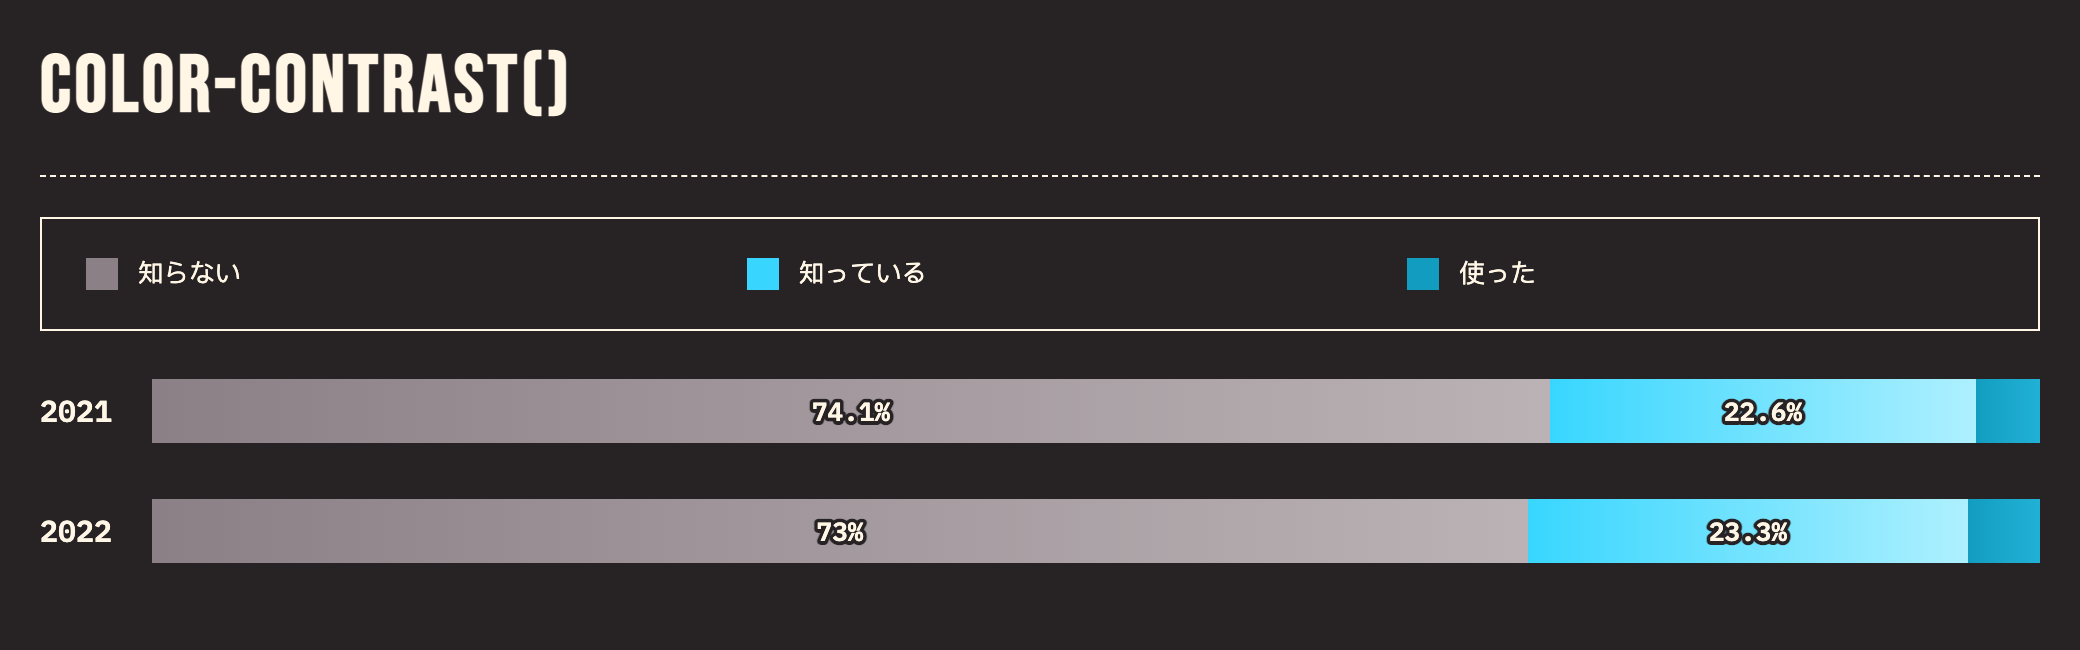 COLOR-CONTRAST()
知らない 知っている 使った
2021 74.1% 22.6%
2022 73% 23.3%